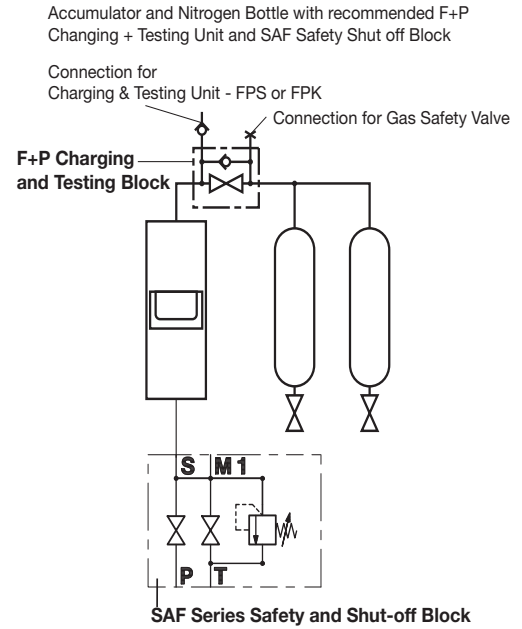 Accumulator and Nitrogen Bottle with recommended F+P
Changing + Testing Unit and SAF Safety Shut off Block
Connection for
Charging & Testing Unit - FPS or FPK
Connection for Gas Safety Valve
F+P Charging
and Testing Block
S M1
P T
SAF Series Safety and Shut-off Block